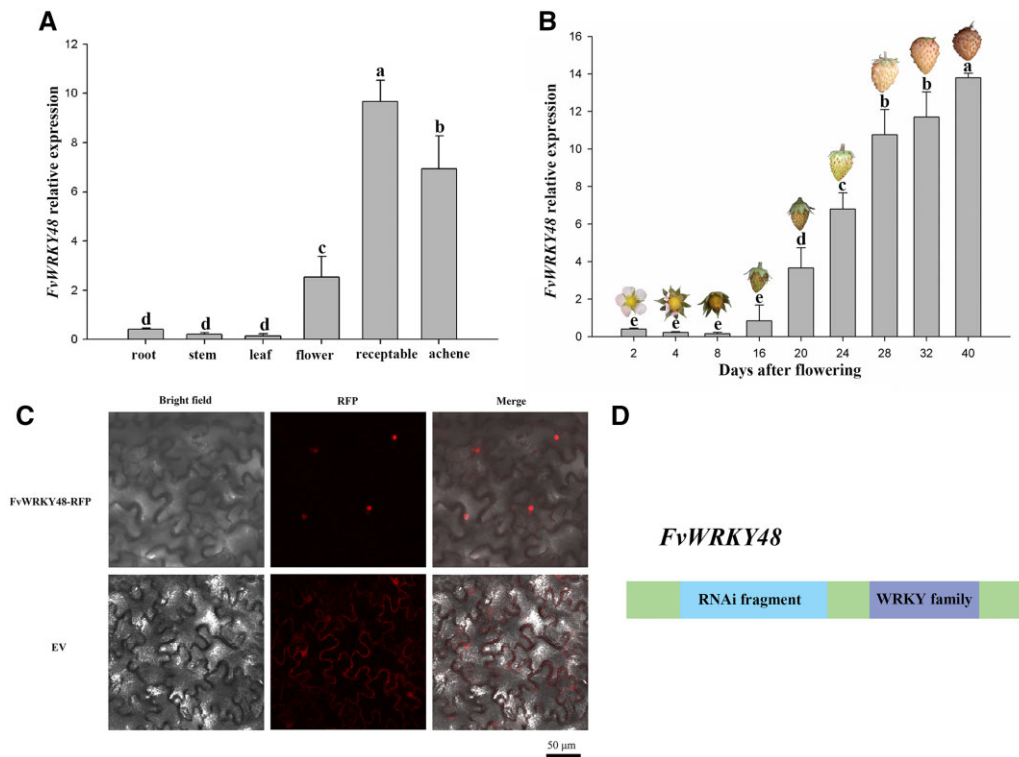 A
FvWRKY48 relative expression
12
10
8
6
4
2
0
d
d
d
c
a
b
root
stem
leaf
flower
receptable
achene
B
FvWRKY48 relative expression
16
14
12
10
8
6
4
2
0
e
e
e
e
d
c
b
b
a
2
4
8
16
20
24
28
32
40
Days after flowering
C
Bright field
RFP
Merge
FvWRKY48-RFP
EV
50 μm
D
FvWRKY48
RNAi fragment
WRKY family